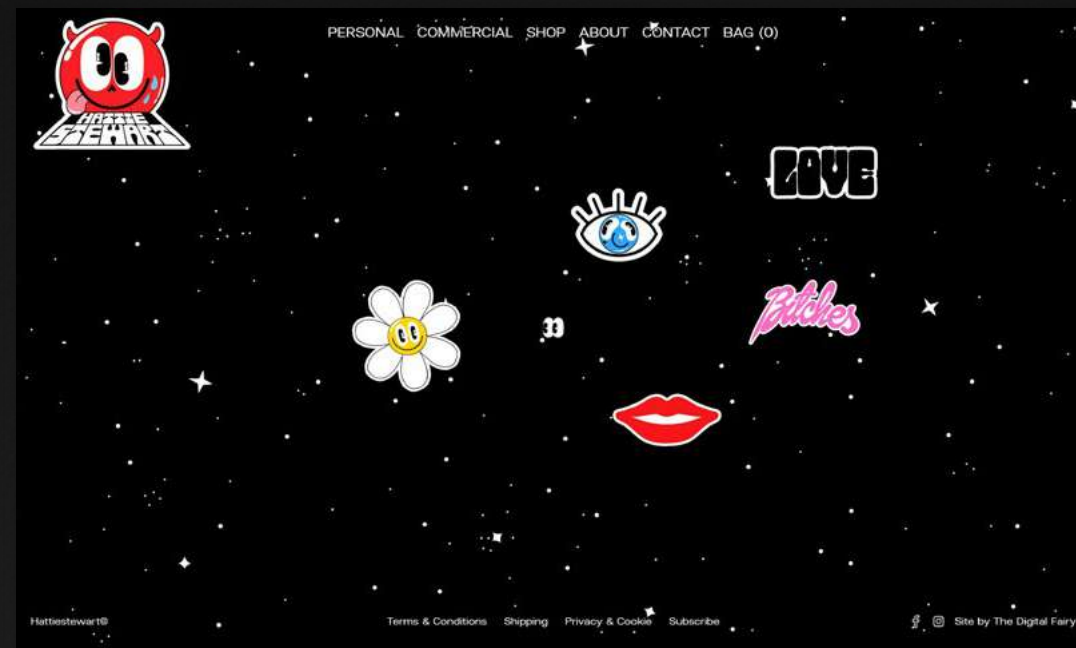 PERSONAL COMMERCIAL SHOP ABOUT CONTACT BAG (0)
HATTIE
STEWART
LOVE
Bitches
Hattiestewart© Terms & Conditions Shipping Privacy & Cookie Subscribe Site by The Digital Fairy